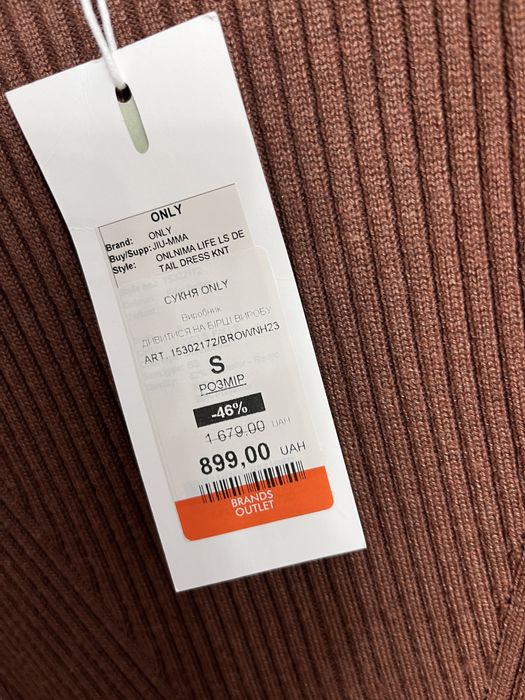 ONLY
Brand: ONLY
Buy/Supp: JIU-MMA
Style: ONLNIMA LIFE LS DE
TAIL DRESS KNT
СУКНЯ ONLY
Виробник
ДИВИТИСЯ НА БІРЦІ ВИРОБУ
ART. 15302172/BROWNH23
S
РОЗМІР
-46%
1 679,00 UAH
899,00 UAH
BRANDS
OUTLET